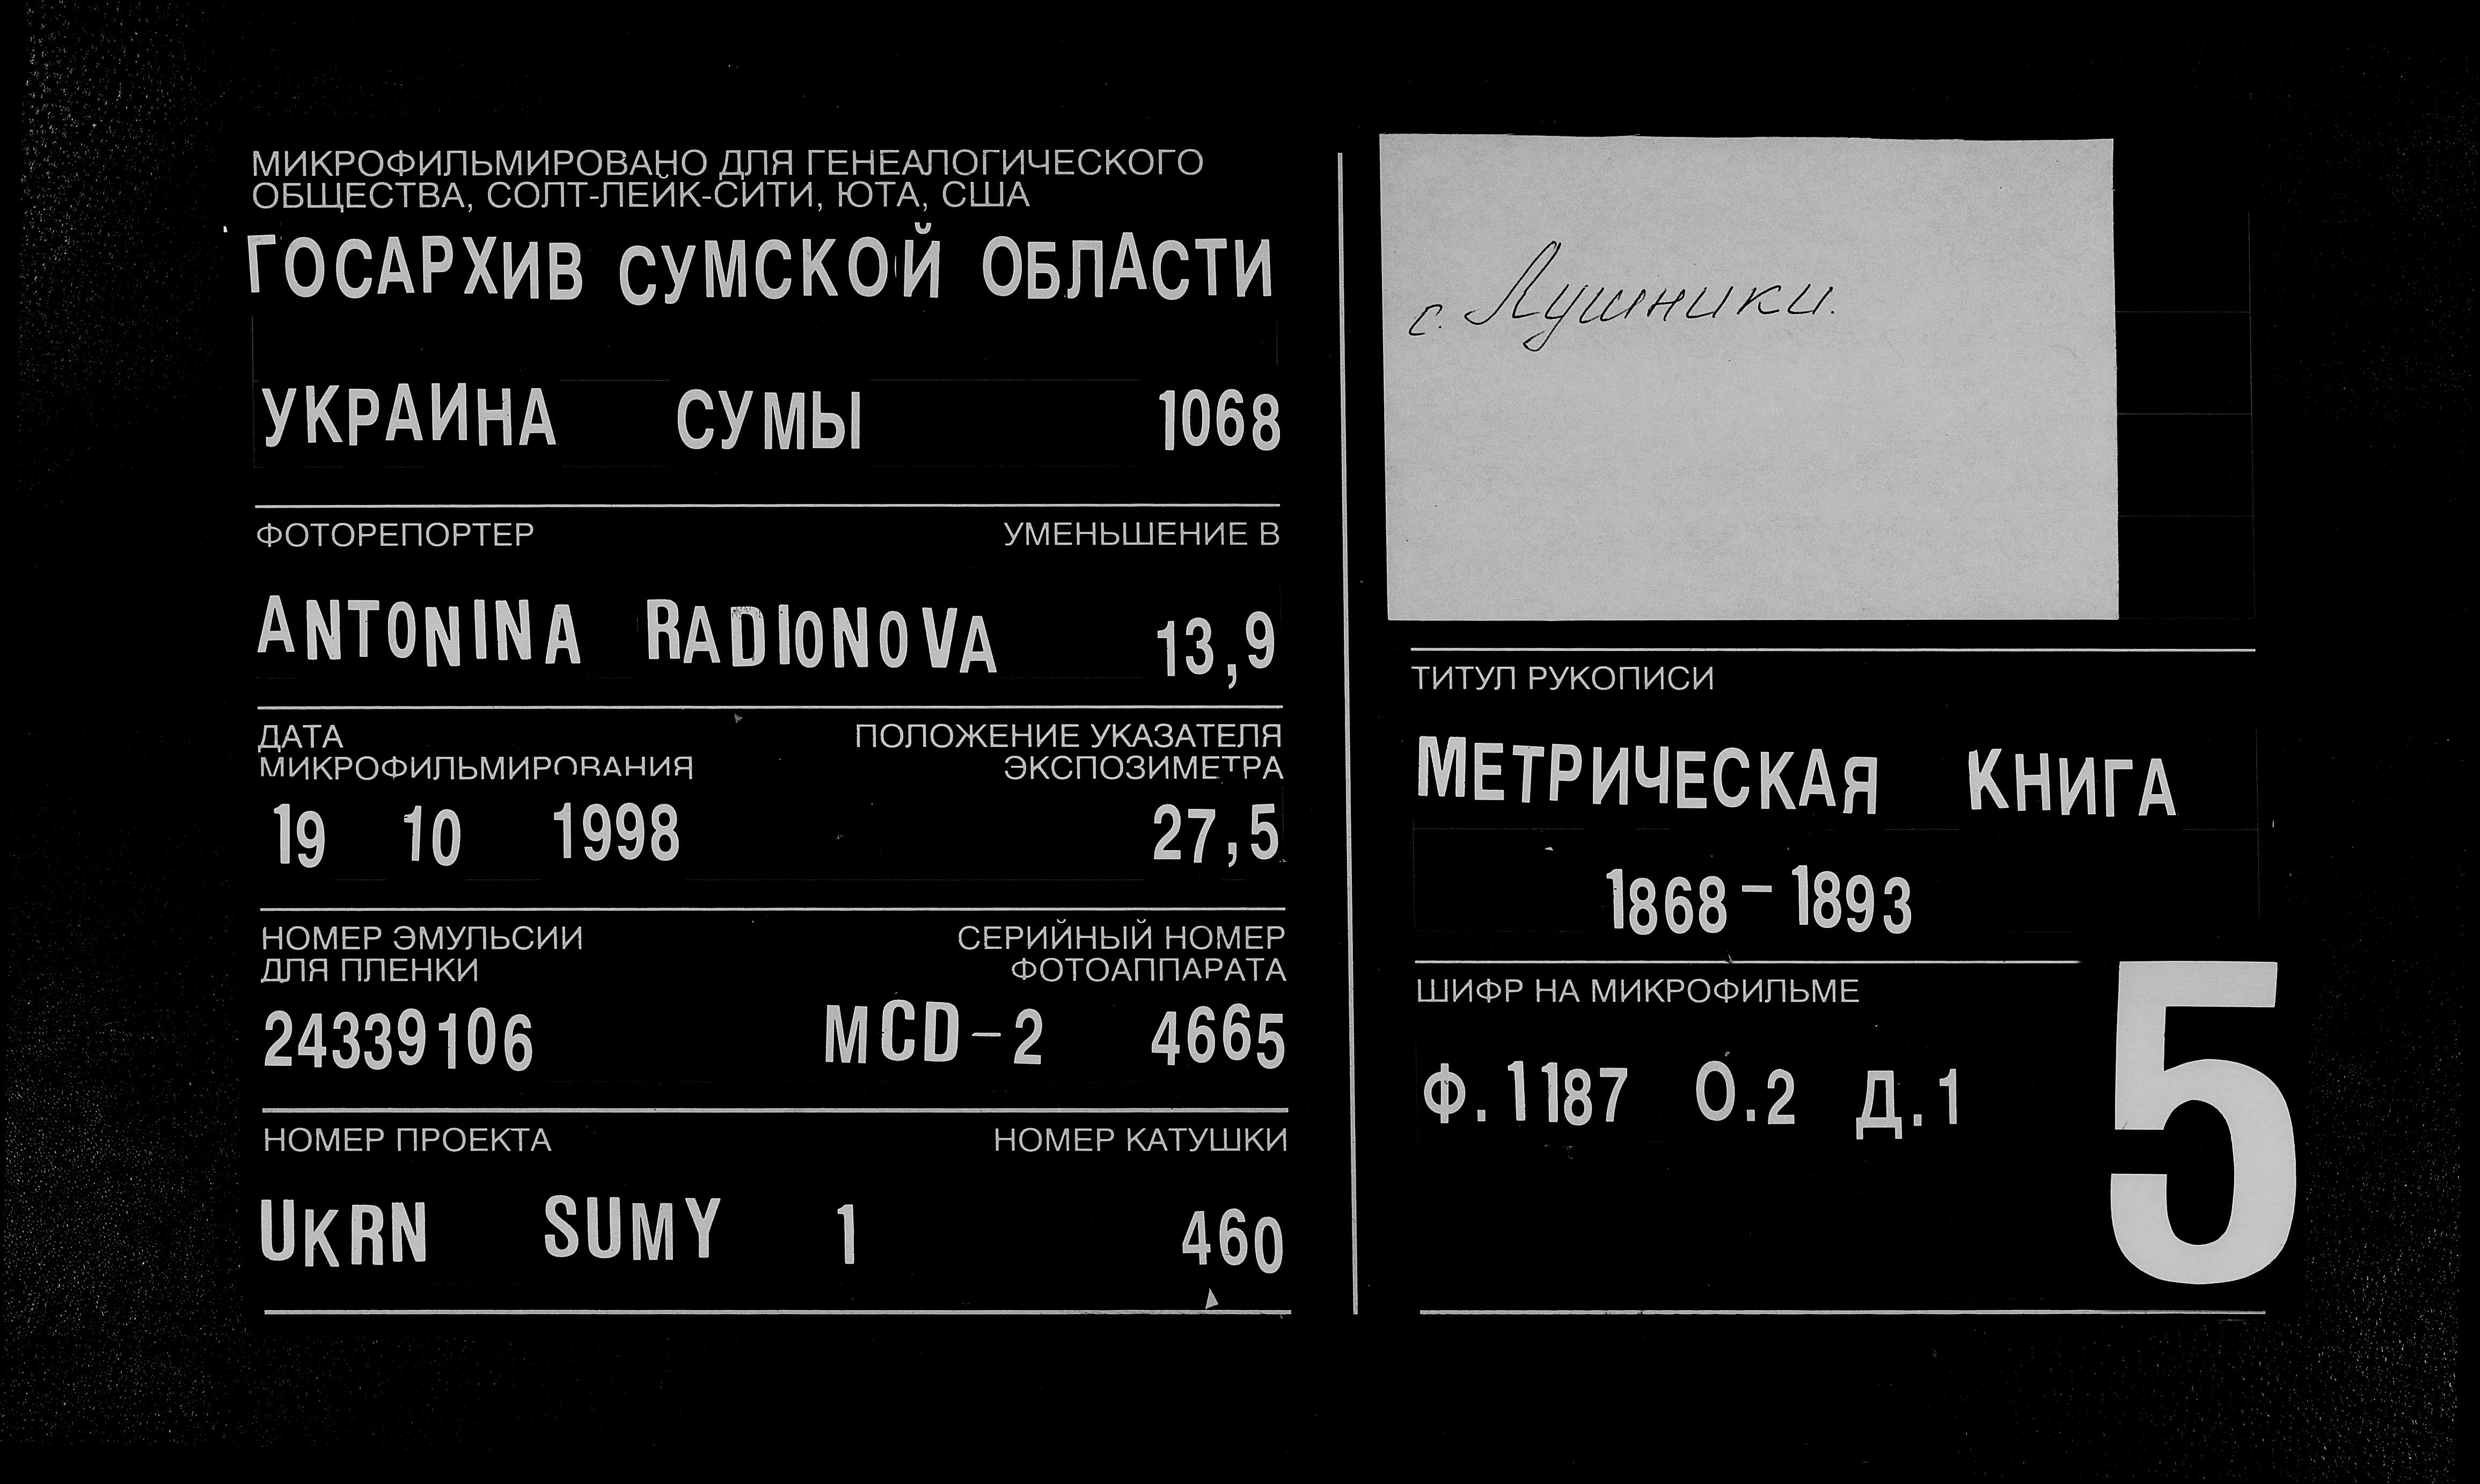 МИКРОФИЛЬМИРОВАНО ДЛЯ ГЕНЕАЛОГИЧЕСКОГО
ОБЩЕСТВА, СОЛТ-ЛЕЙК-СИТИ, ЮТА, США
ГОСАРХИВ СУМСКОЙ ОБЛАСТИ
УКРАИНА СУМЫ 1068
ФОТОРЕПОРТЕР УМЕНЬШЕНИЕ В
ANTONINA RADIONOVA 13,9
ДАТА ПОЛОЖЕНИЕ УКАЗАТЕЛЯ
МИКРОФИЛЬМИРОВАНИЯ ЭКСПОЗИМЕТРА
19 10 1998 27,5
НОМЕР ЭМУЛЬСИИ СЕРИЙНЫЙ НОМЕР
ДЛЯ ПЛЕНКИ ФОТОАППАРАТА
24339106 MCD-2 4665
НОМЕР ПРОЕКТА НОМЕР КАТУШКИ
UKRN SUMY 1 460
с. Лушники.
ТИТУЛ РУКОПИСИ
МЕТРИЧЕСКАЯ КНИГА
1868-1893
ШИФР НА МИКРОФИЛЬМЕ
Ф.1187 О.2 Д.1
5